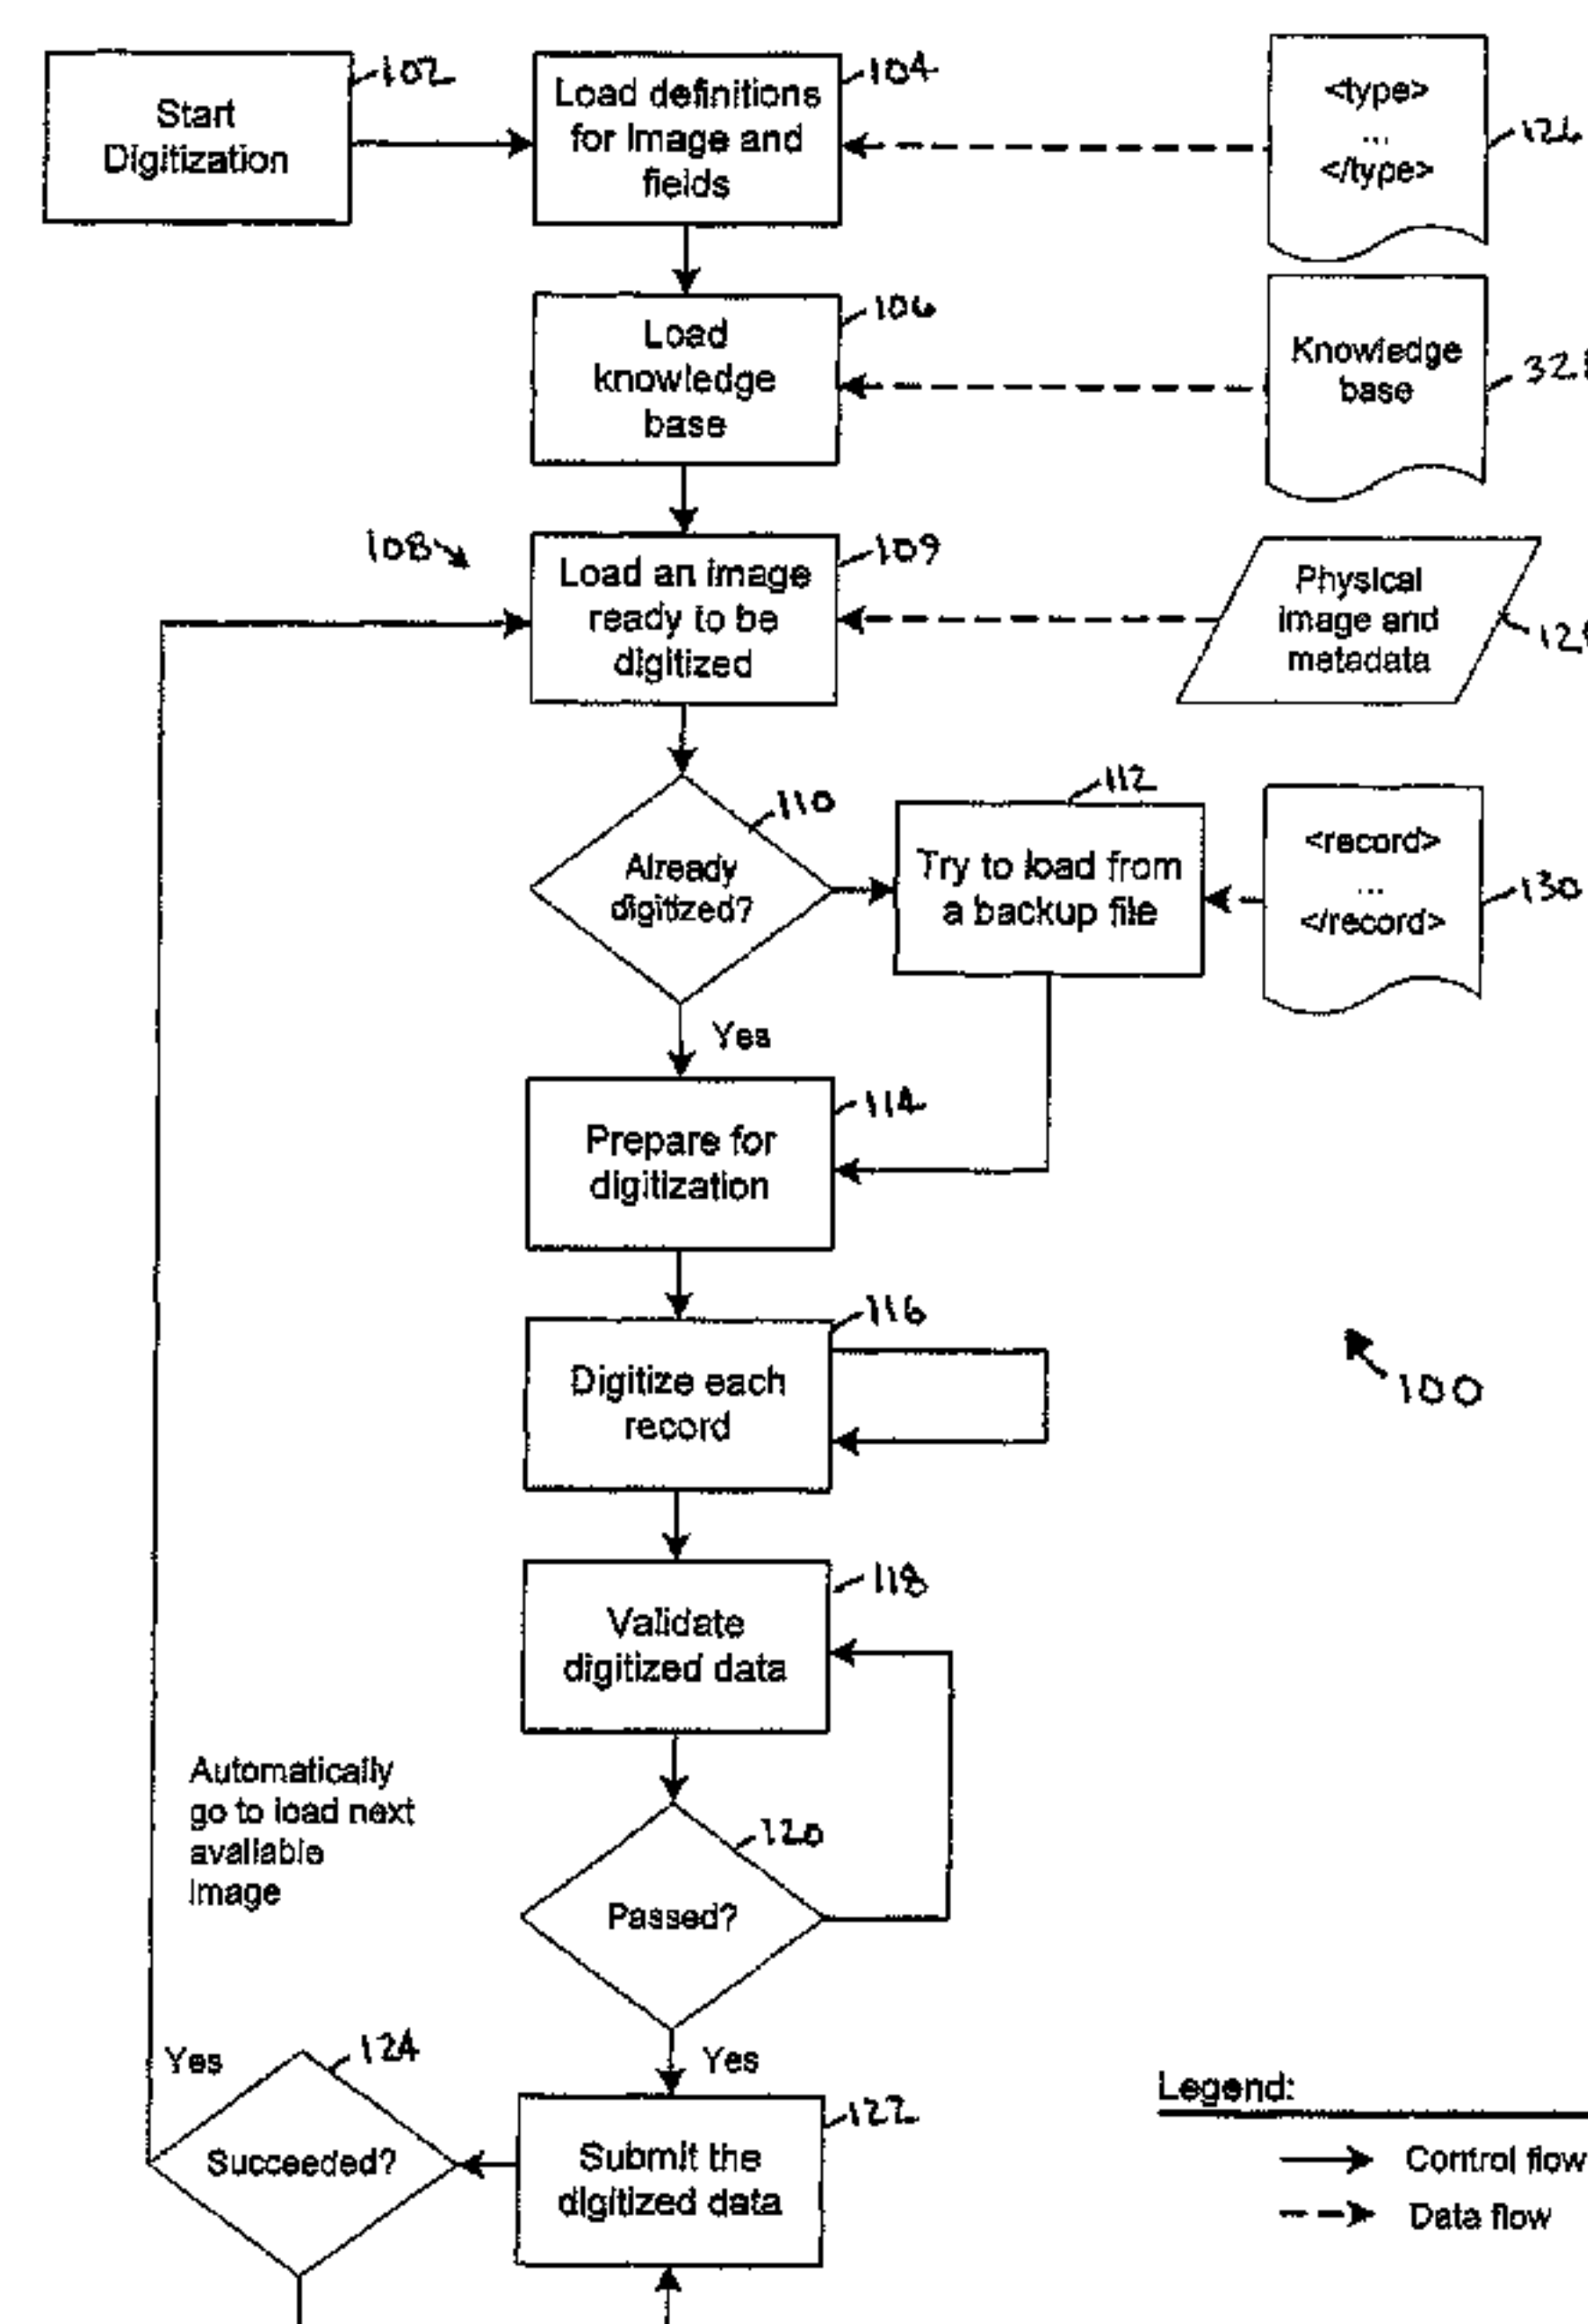 Start
Digitization
102
Load definitions
for image and
fields
104
<type>
...
</type>
126
Load
knowledge
base
106
Knowledge
base
108
Load an image
ready to be
digitized
109
Physical
image and
metadata
Already
digitized?
110
Try to load from
a backup file
112
<record>
...
</record>
130
Yes
Prepare for
digitization
114
Digitize each
record
116
100
Validate
digitized data
118
Automatically
go to load next
available
image
Passed?
120
Yes
Yes
Succeeded?
124
Submit the
digitized data
122
Legend:
Control flow
Data flow